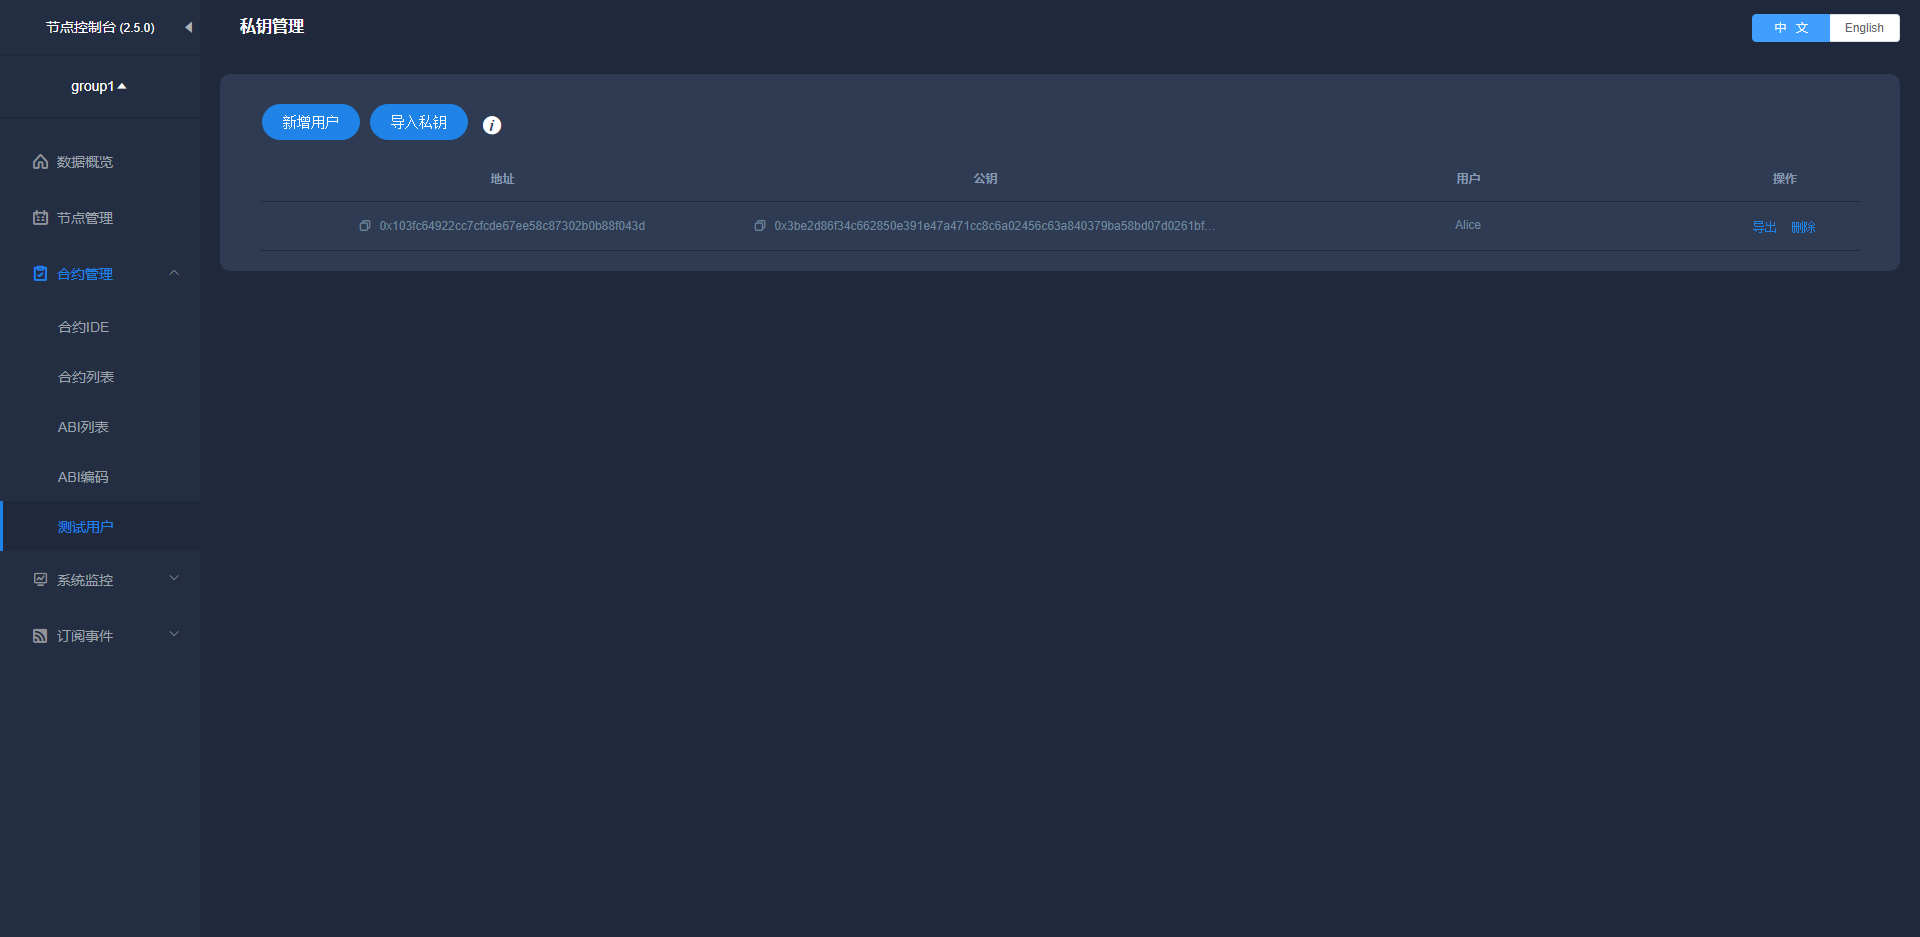 节点控制台 (2.5.0)
group1
数据概览
节点管理
合约管理
合约IDE
合约列表
ABI列表
ABI编码
测试用户
系统监控
订阅事件
私钥管理
中 文
English
新增用户
导入私钥
i
地址
公钥
用户
操作
0x103fc64922cc7cfcde67ee58c87302b0b88f043d
0x3be2d86f34c662850e391e47a471cc8c6a02456c63a840379ba58bd07d0261bf...
Alice
导出
删除